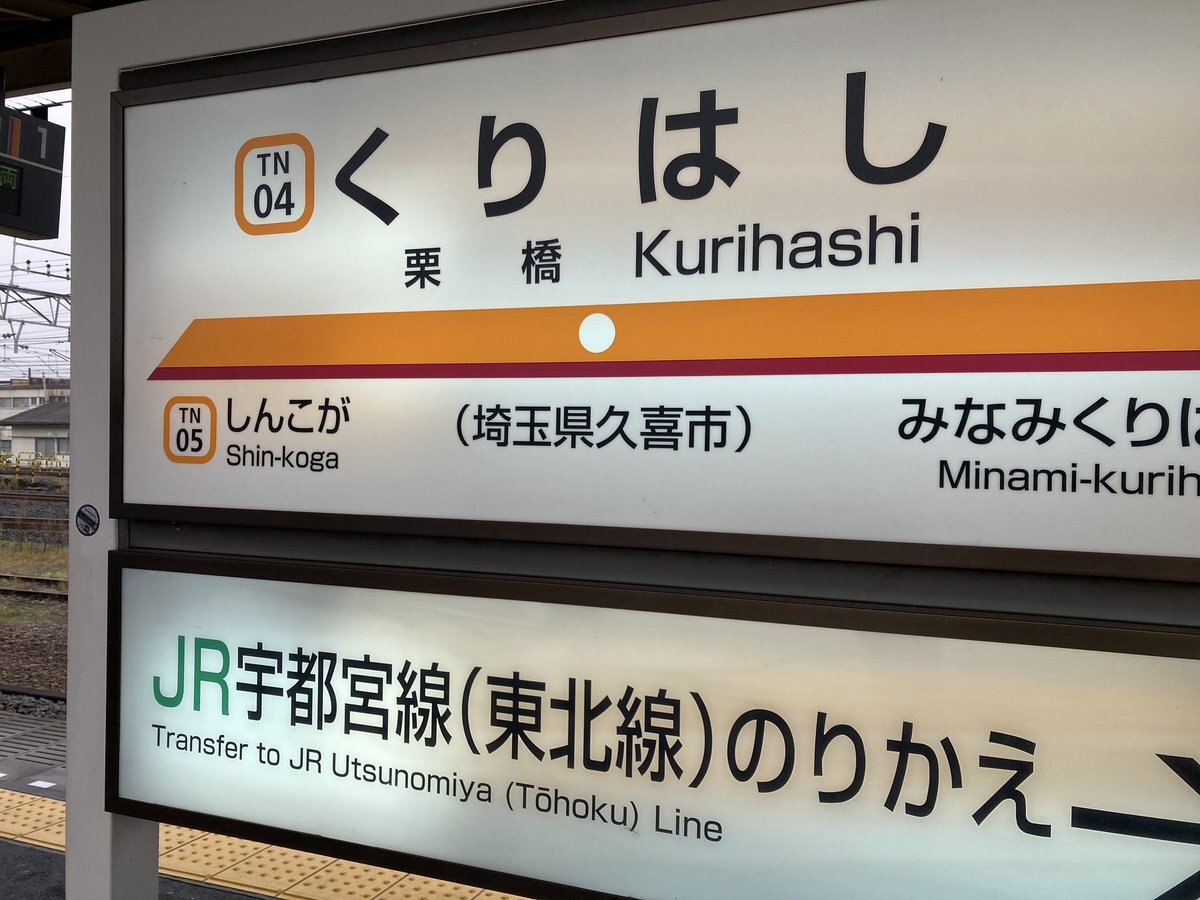 TN
04
くりはし
栗橋 Kurihashi
TN
05
しんこが
Shin-koga
(埼玉県久喜市)
みなみくりは
Minami-kurih
JR宇都宮線(東北線)のりかえ
Transfer to JR Utsunomiya (Tōhoku) Line
1
両